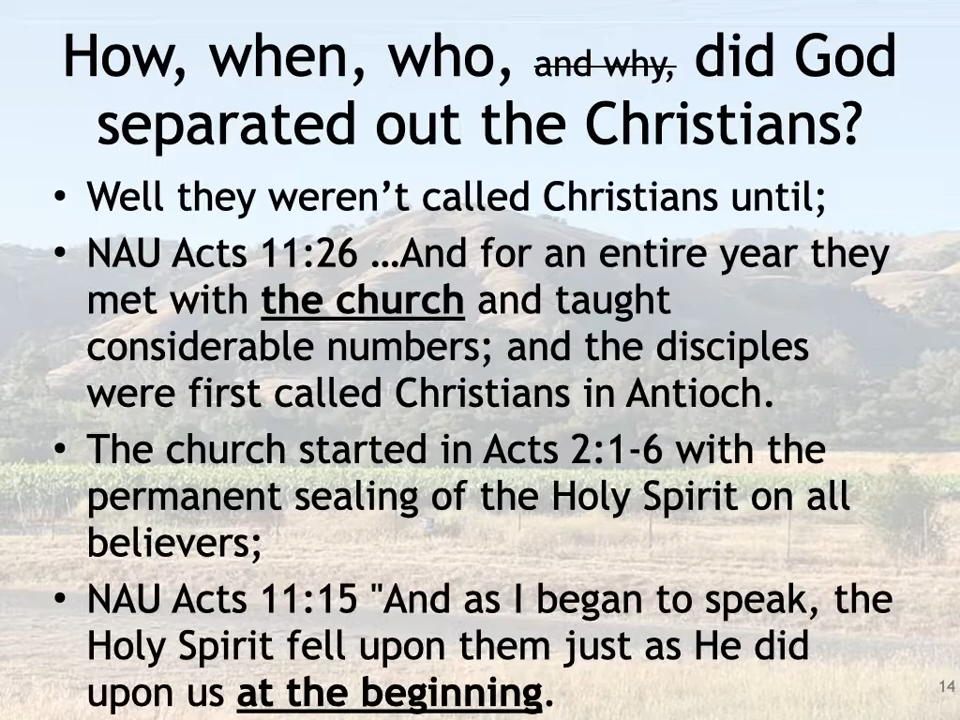 How, when, who, and why, did God
separated out the Christians?
• Well they weren’t called Christians until;
• NAU Acts 11:26 …And for an entire year they
met with the church and taught
considerable numbers; and the disciples
were first called Christians in Antioch.
• The church started in Acts 2:1-6 with the
permanent sealing of the Holy Spirit on all
believers;
• NAU Acts 11:15 "And as I began to speak, the
Holy Spirit fell upon them just as He did
upon us at the beginning.
14